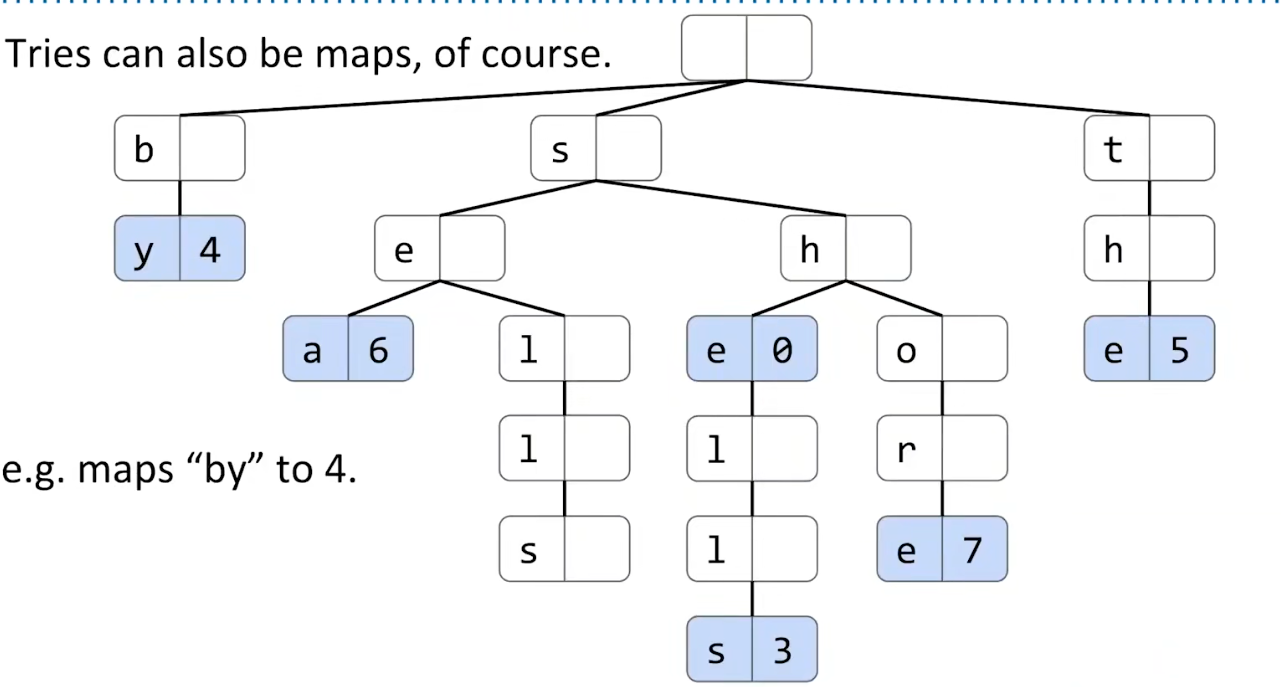 Tries can also be maps, of course.
b s t
y 4 e h h
a 6 l e 0 o e 5
e.g. maps “by” to 4.
l l r
s l e 7
s 3